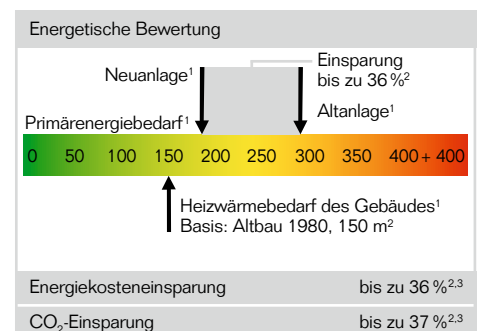 Energetische Bewertung
Neuanlage¹
Einsparung
bis zu 36 %²
Altanlage¹
Primärenergiebedarf¹
0 50 100 150 200 250 300 350 400 + 400
Heizwärmebedarf des Gebäudes¹
Basis: Altbau 1980, 150 m²
Energiekosteneinsparung bis zu 36 %²,³
CO₂-Einsparung bis zu 37 %²,³